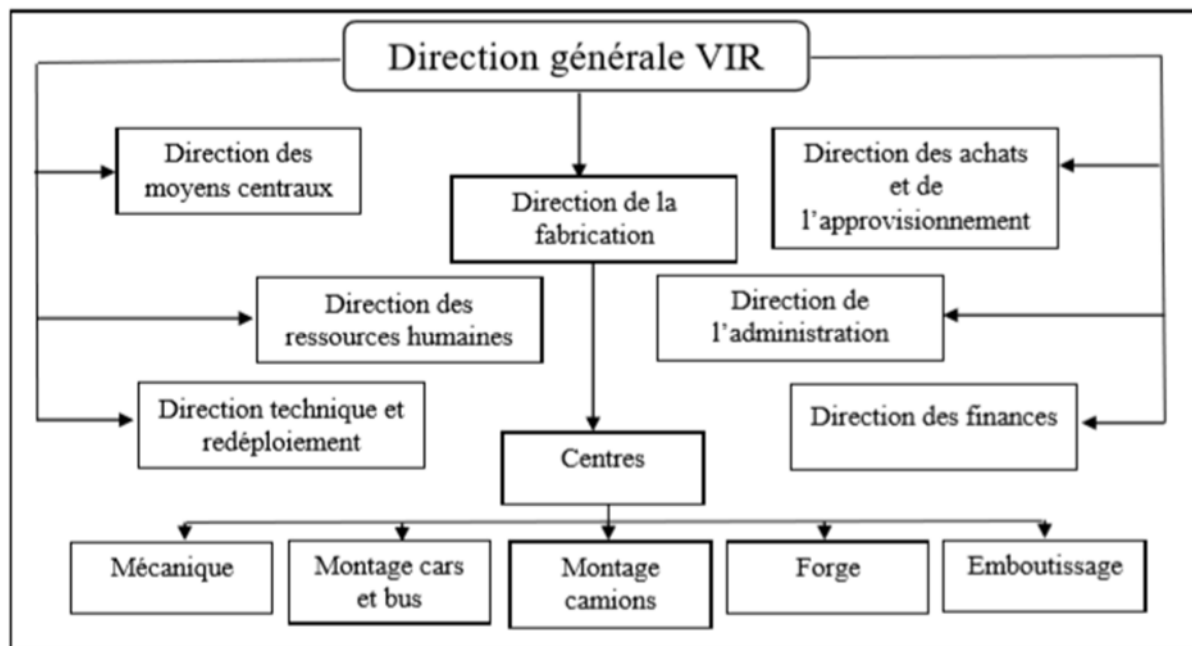 Direction générale VIR
Direction des
moyens centraux
Direction de la
fabrication
Direction des achats
et de
l’approvisionnement
Direction des
ressources humaines
Direction de
l’administration
Direction technique et
redéploiement
Direction des finances
Centres
Mécanique
Montage cars
et bus
Montage
camions
Forge
Emboutissage